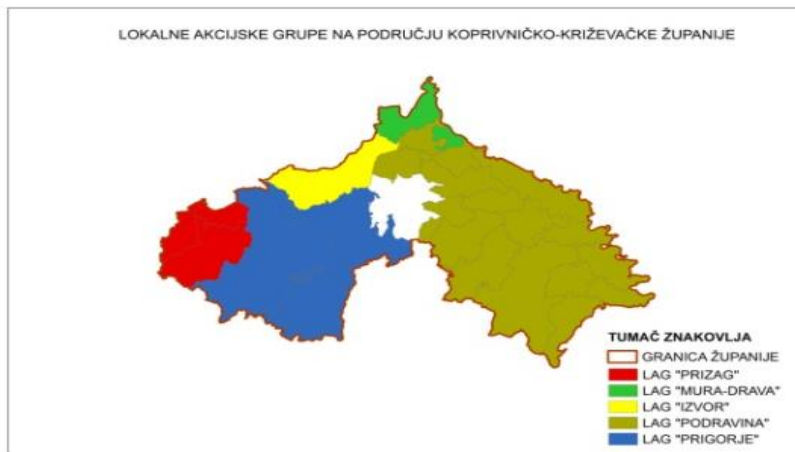 LOKALNE AKCIJSKE GRUPE NA PODRUČJU KOPRIVNIČKO-KRIŽEVAČKE ŽUPANIJE
TUMAČ ZNAKOVLJA
GRANICA ŽUPANIJE
LAG "PRIZAG"
LAG "MURA-DRAVA"
LAG "IZVOR"
LAG "PODRAVINA"
LAG "PRIGORJE"